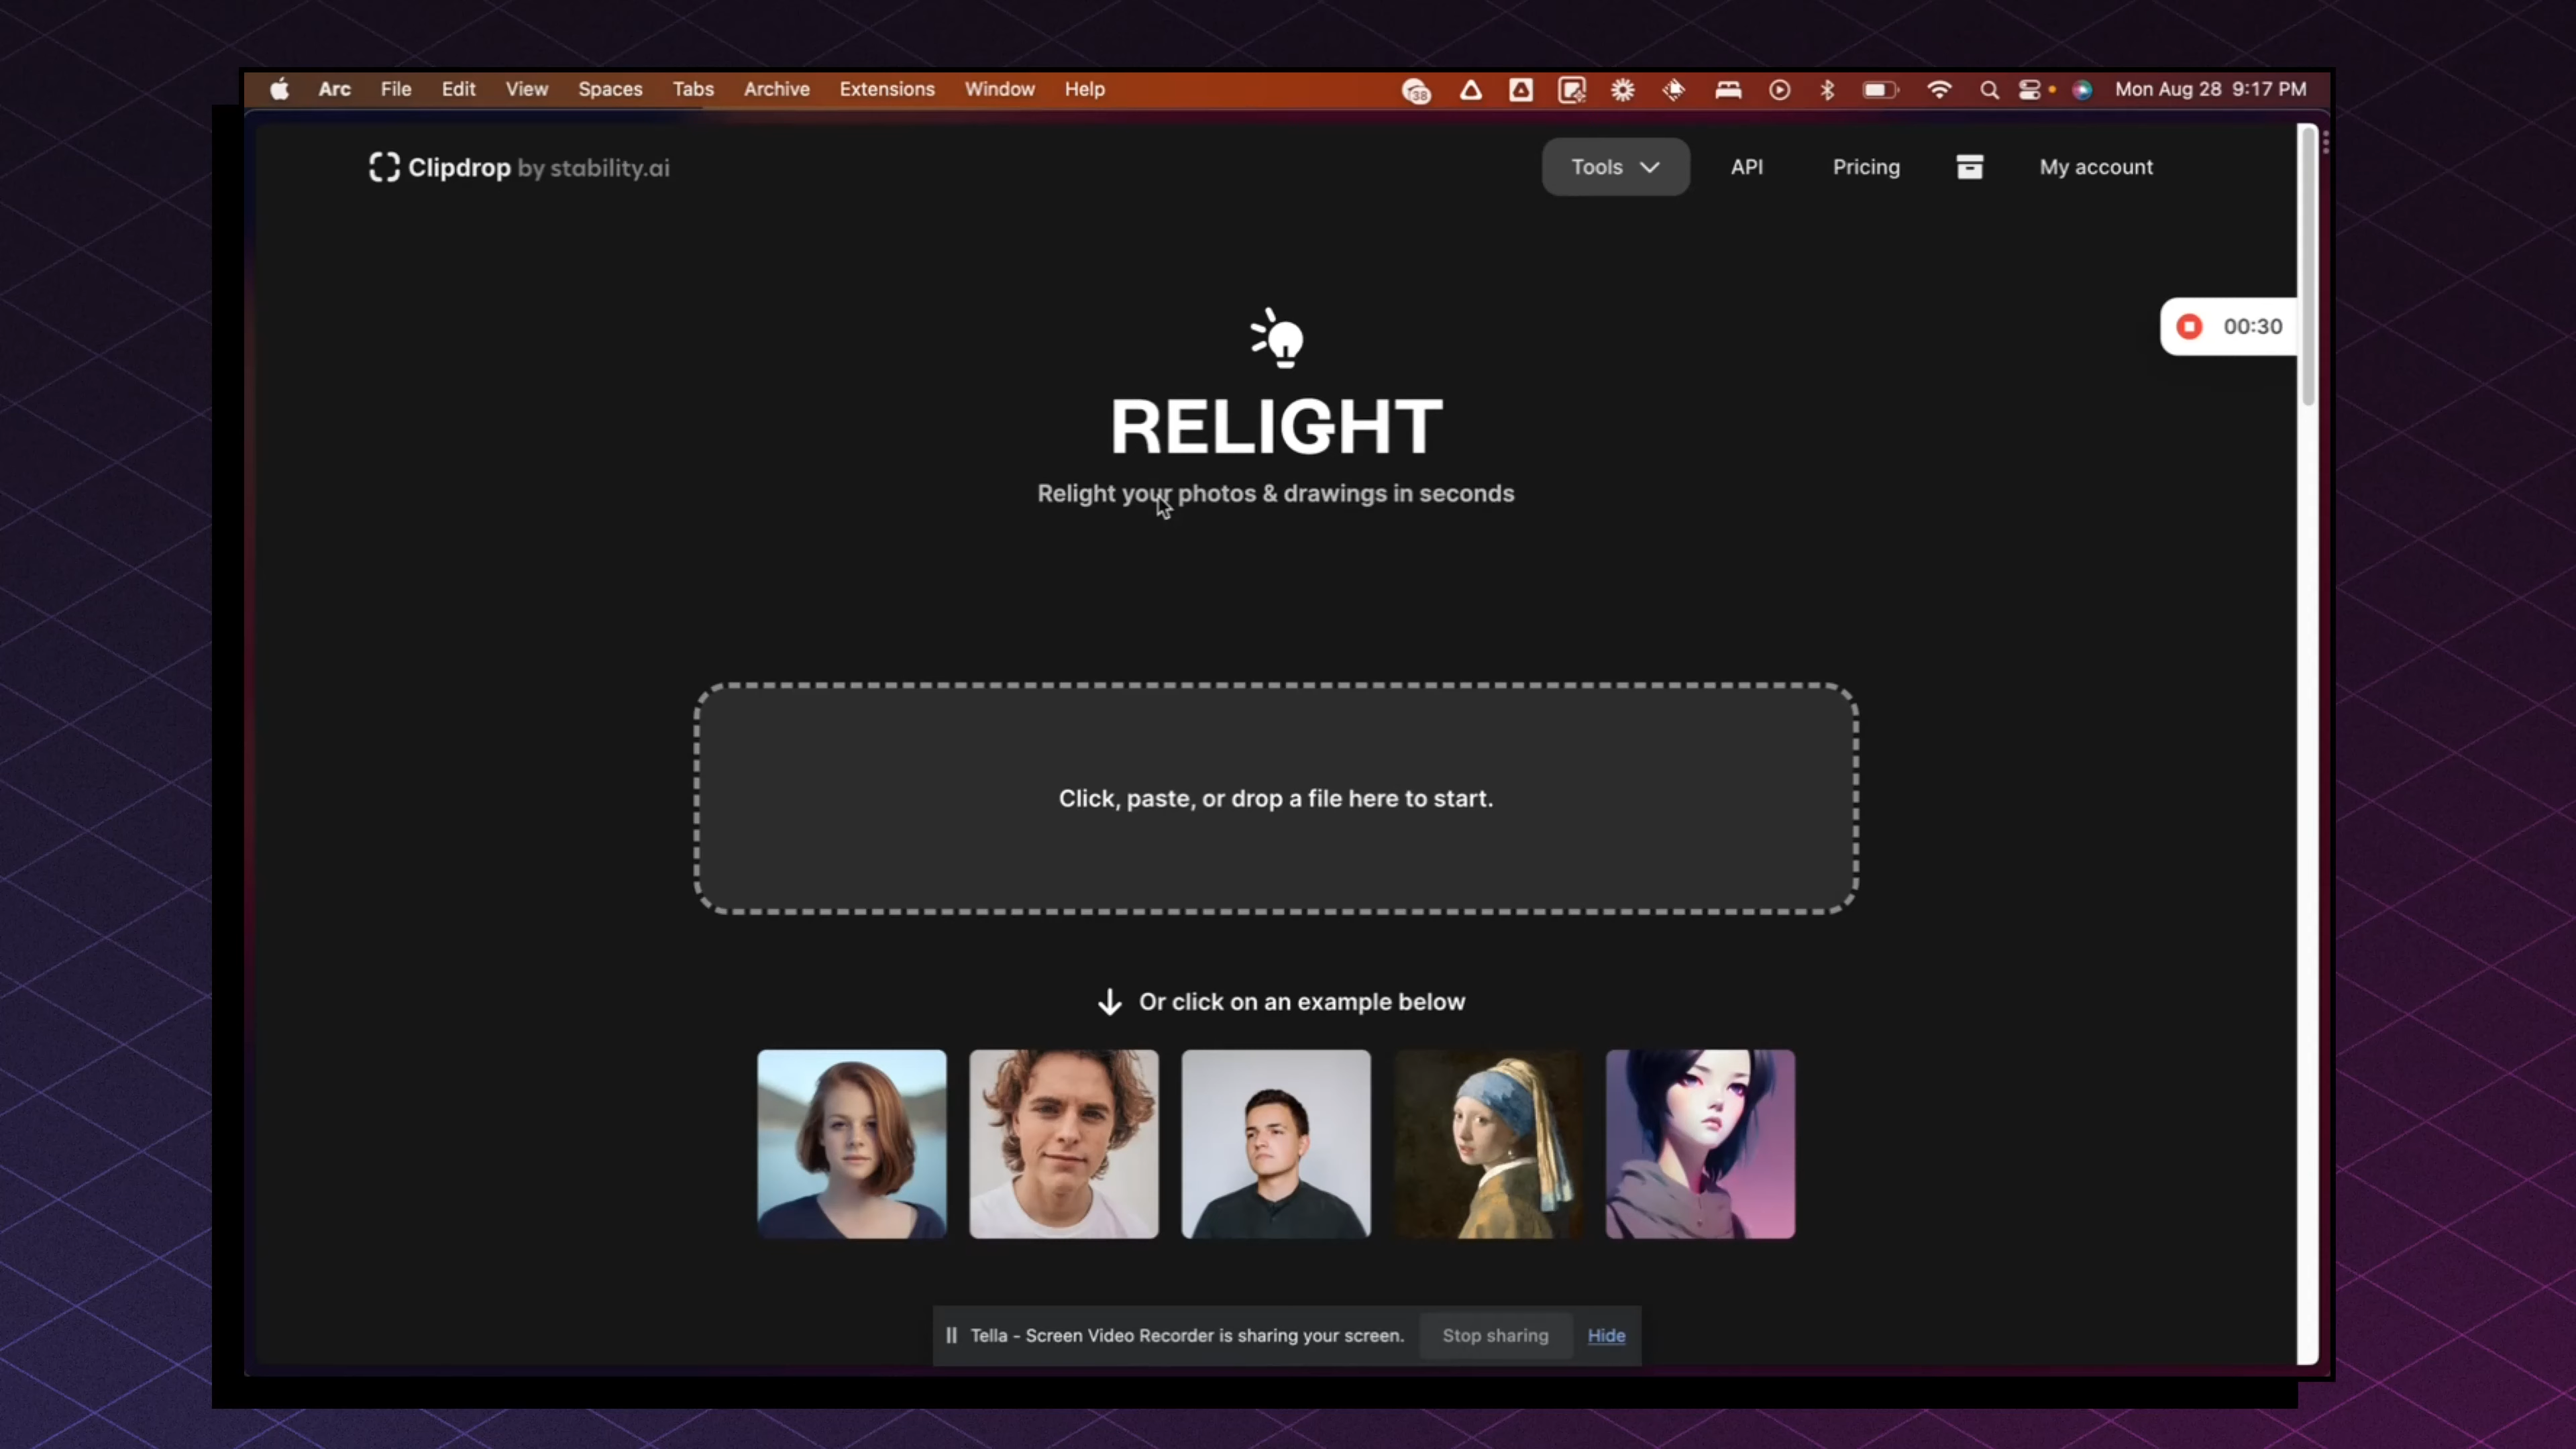 Arc File Edit View Spaces Tabs Archive Extensions Window Help 38 Mon Aug 28 9:17 PM
Clipdrop by stability.ai Tools API Pricing My account
00:30
RELIGHT
Relight your photos & drawings in seconds
Click, paste, or drop a file here to start.
Or click on an example below
Tella - Screen Video Recorder is sharing your screen. Stop sharing Hide